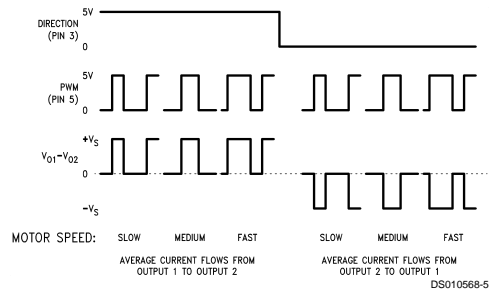 DIRECTION
(PIN 3)
5V
0
PWM
(PIN 5)
5V
0
V01-V02
+VS
0
-VS
MOTOR SPEED: SLOW MEDIUM FAST SLOW MEDIUM FAST
AVERAGE CURRENT FLOWS FROM
OUTPUT 1 TO OUTPUT 2
AVERAGE CURRENT FLOWS FROM
OUTPUT 2 TO OUTPUT 1
DS010568-5